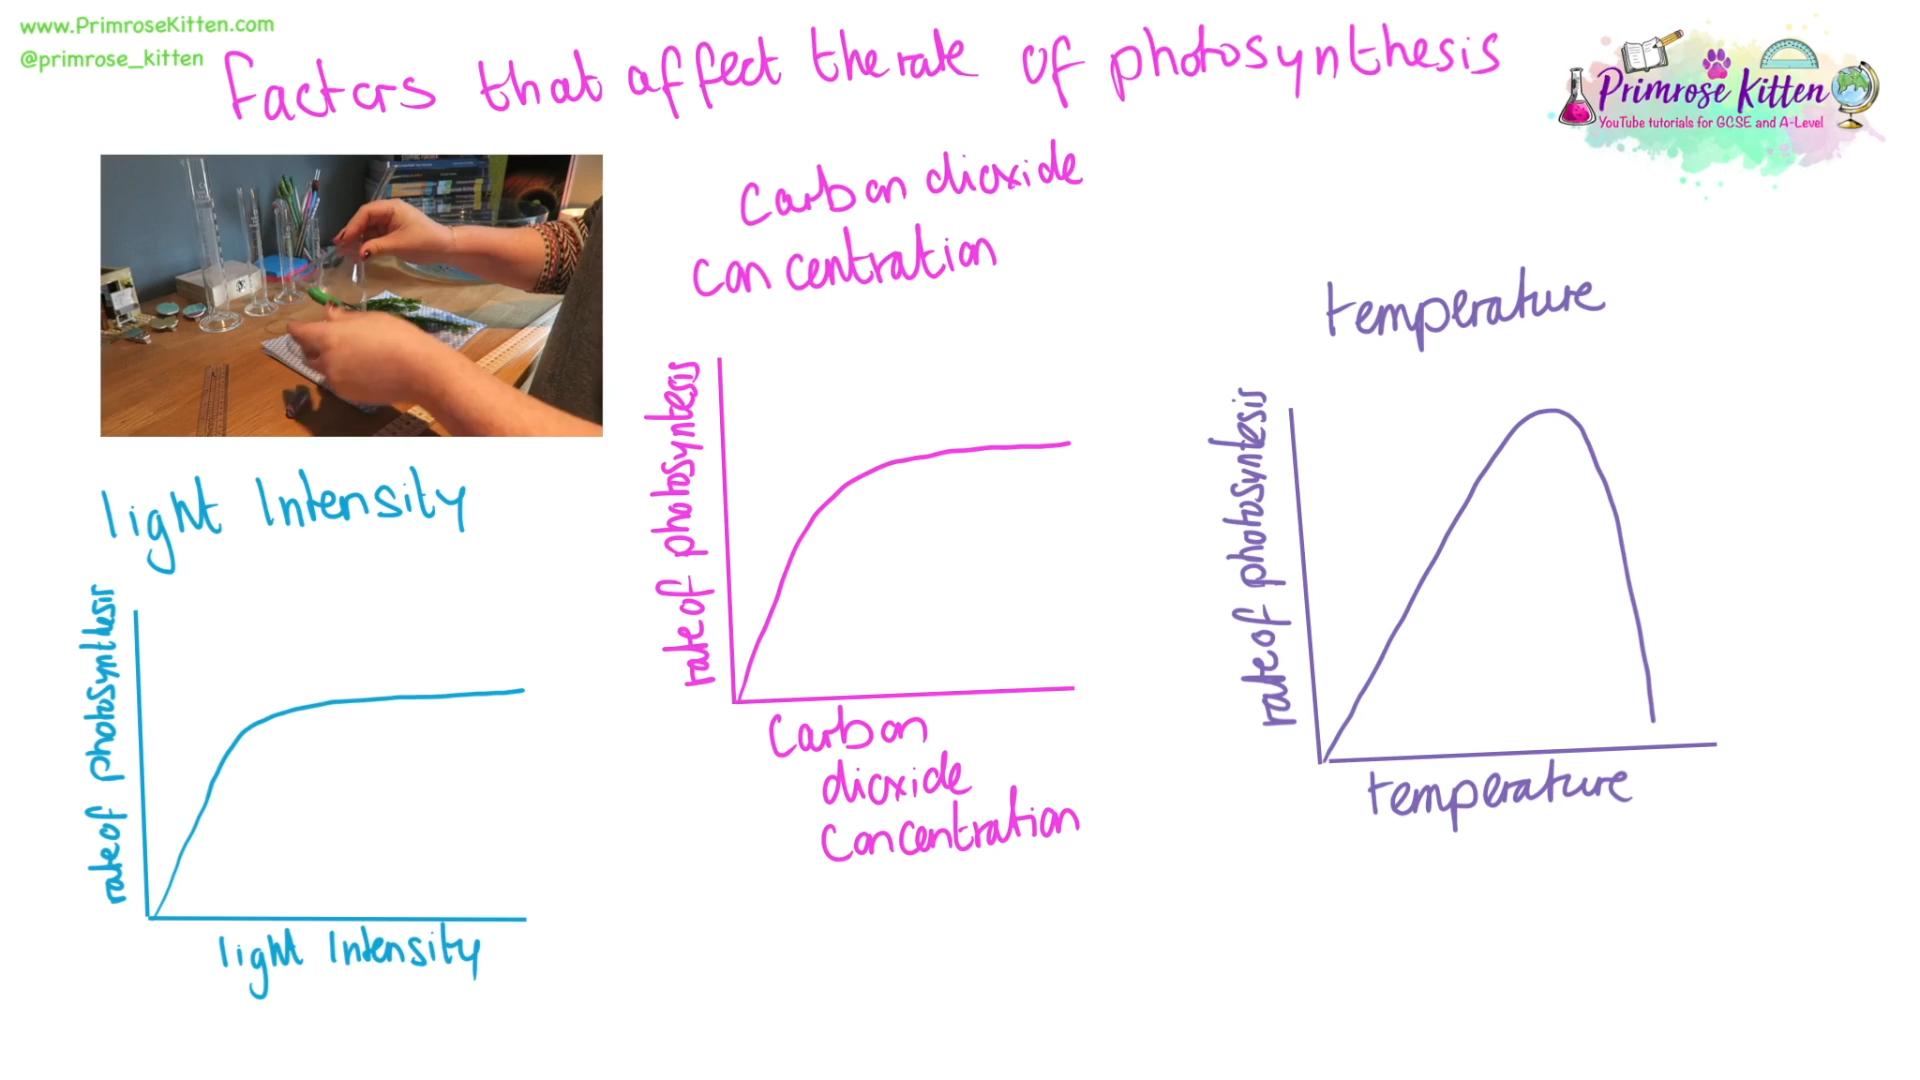 www.PrimroseKitten.com
@primrose_kitten
factors that affect the rate of photosynthesis
Primrose Kitten
YouTube tutorials for GCSE and A-Level
Carbon dioxide
concentration
temperature
light Intensity
rate of photosynthesis
light Intensity
rate of photosyntesis
Carbon
dioxide
Concentration
rate of photosyntesis
temperature